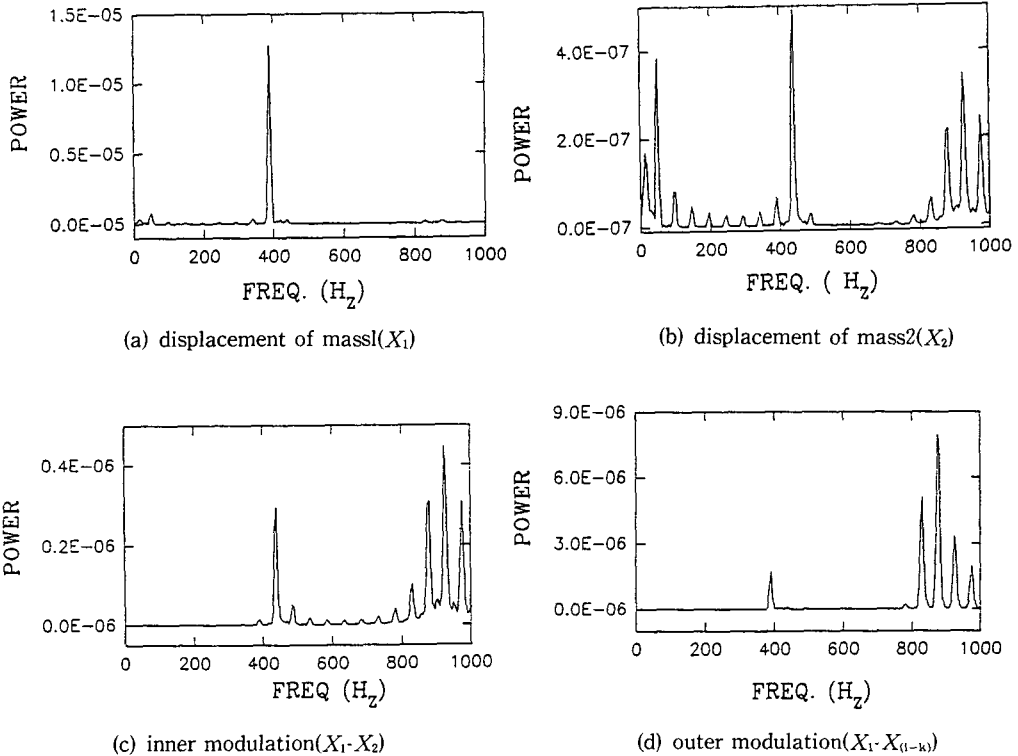 1.5E-05
1.0E-05
0.5E-05
0.0E-05
POWER
0 200 400 600 800 1000
FREQ. (HZ)
(a) displacement of massl(X1)
4.0E-07
2.0E-07
0.0E-07
POWER
0 200 400 600 800 1000
FREQ. ( HZ)
(b) displacement of mass2(X2)
0.4E-06
0.2E-06
0.0E-06
POWER
0 200 400 600 800 1000
FREQ (HZ)
(c) inner modulation(X1-X2)
9.0E-06
6.0E-06
3.0E-06
0.0E-06
POWER
0 200 400 600 800 1000
FREQ. (HZ)
(d) outer modulation(X1-X(i-k))